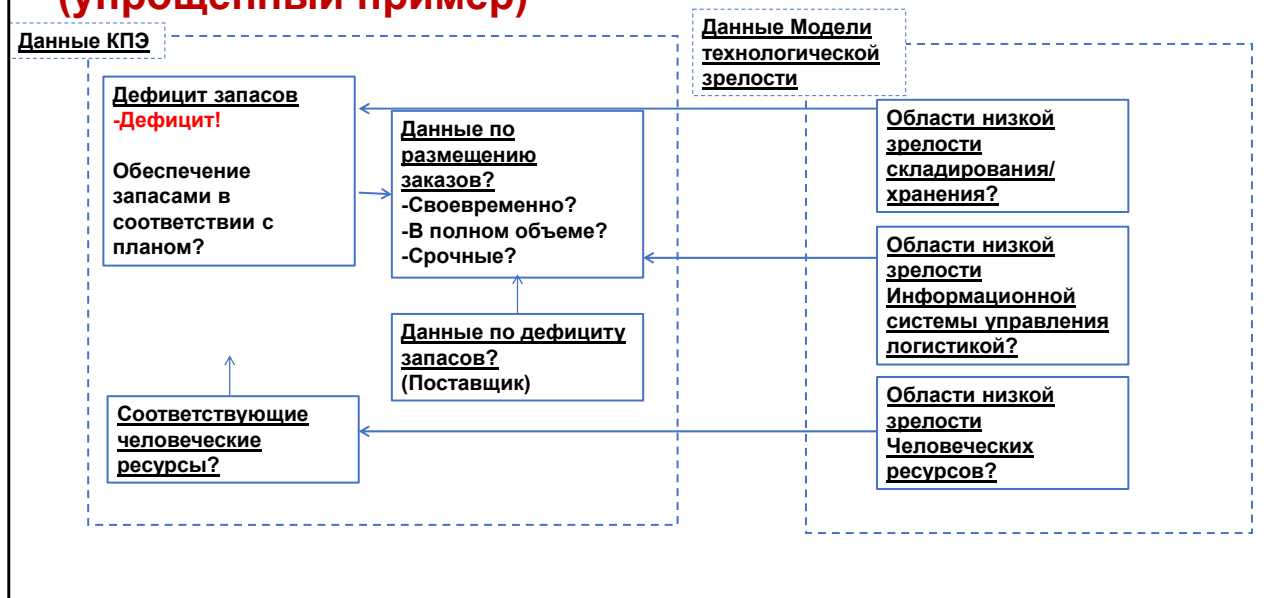 (упрощенный пример)
Данные КПЭ
Дефицит запасов
-Дефицит!
Обеспечение
запасами в
соответствии с
планом?
Данные по
размещению
заказов?
-Своевременно?
-В полном объеме?
-Срочные?
Данные по дефициту
запасов?
(Поставщик)
Соответствующие
человеческие
ресурсы?
Данные Модели
технологической
зрелости
Области низкой
зрелости
складирования/
хранения?
Области низкой
зрелости
Информационной
системы управления
логистикой?
Области низкой
зрелости
Человеческих
ресурсов?